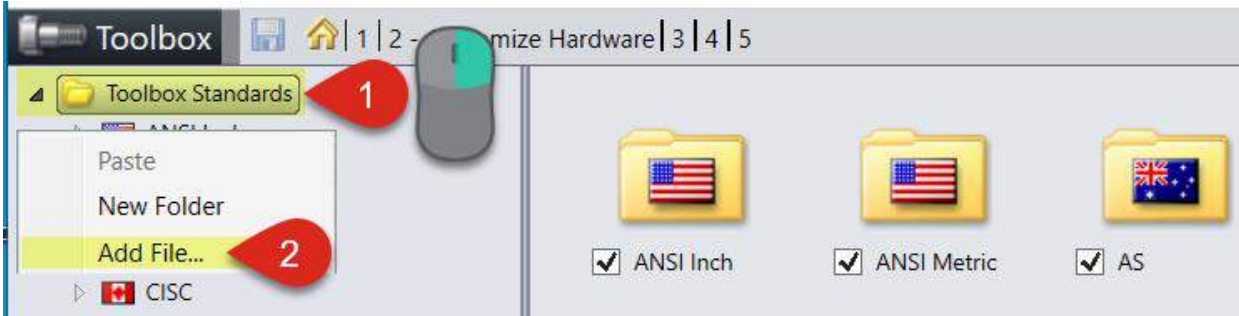 Toolbox 1 2 - mize Hardware 3 4 5
Toolbox Standards 1
Paste
New Folder
Add File... 2
CISC
ANSI Inch ANSI Metric AS